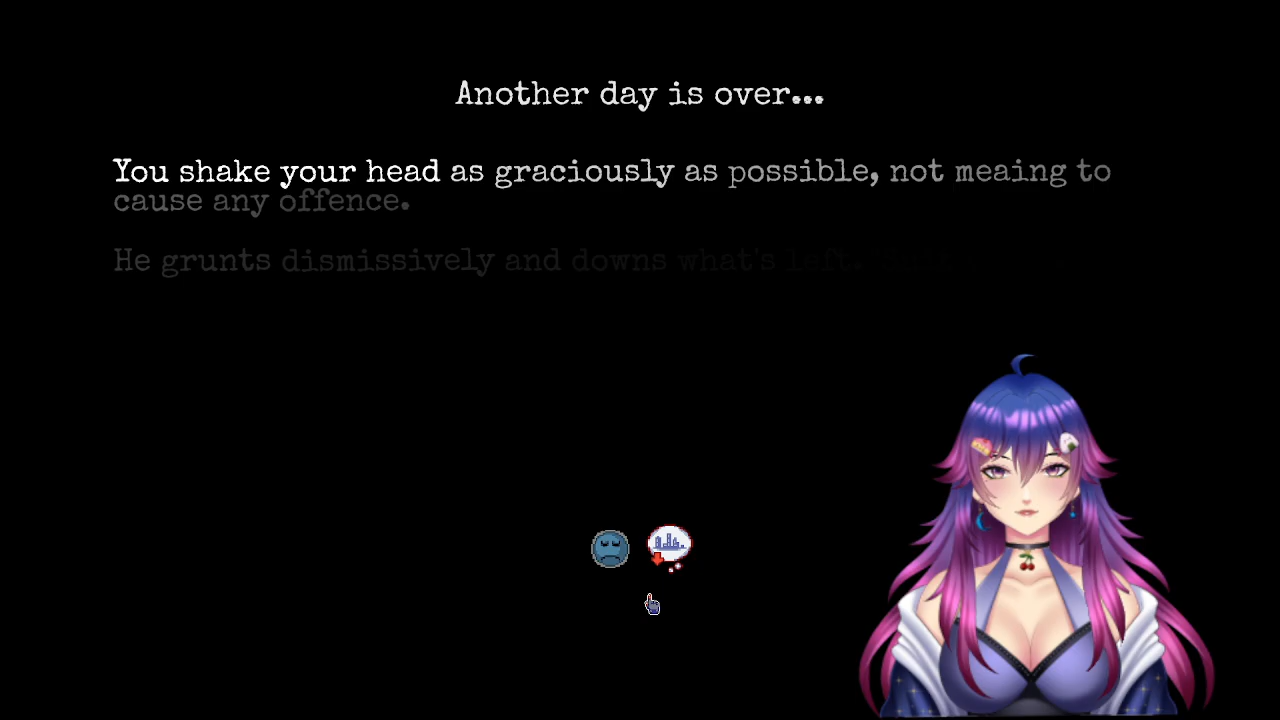 Another day is over...
You shake your head as graciously as possible, not meaing to
cause any offence.
He grunts dismissively and downs what's left.